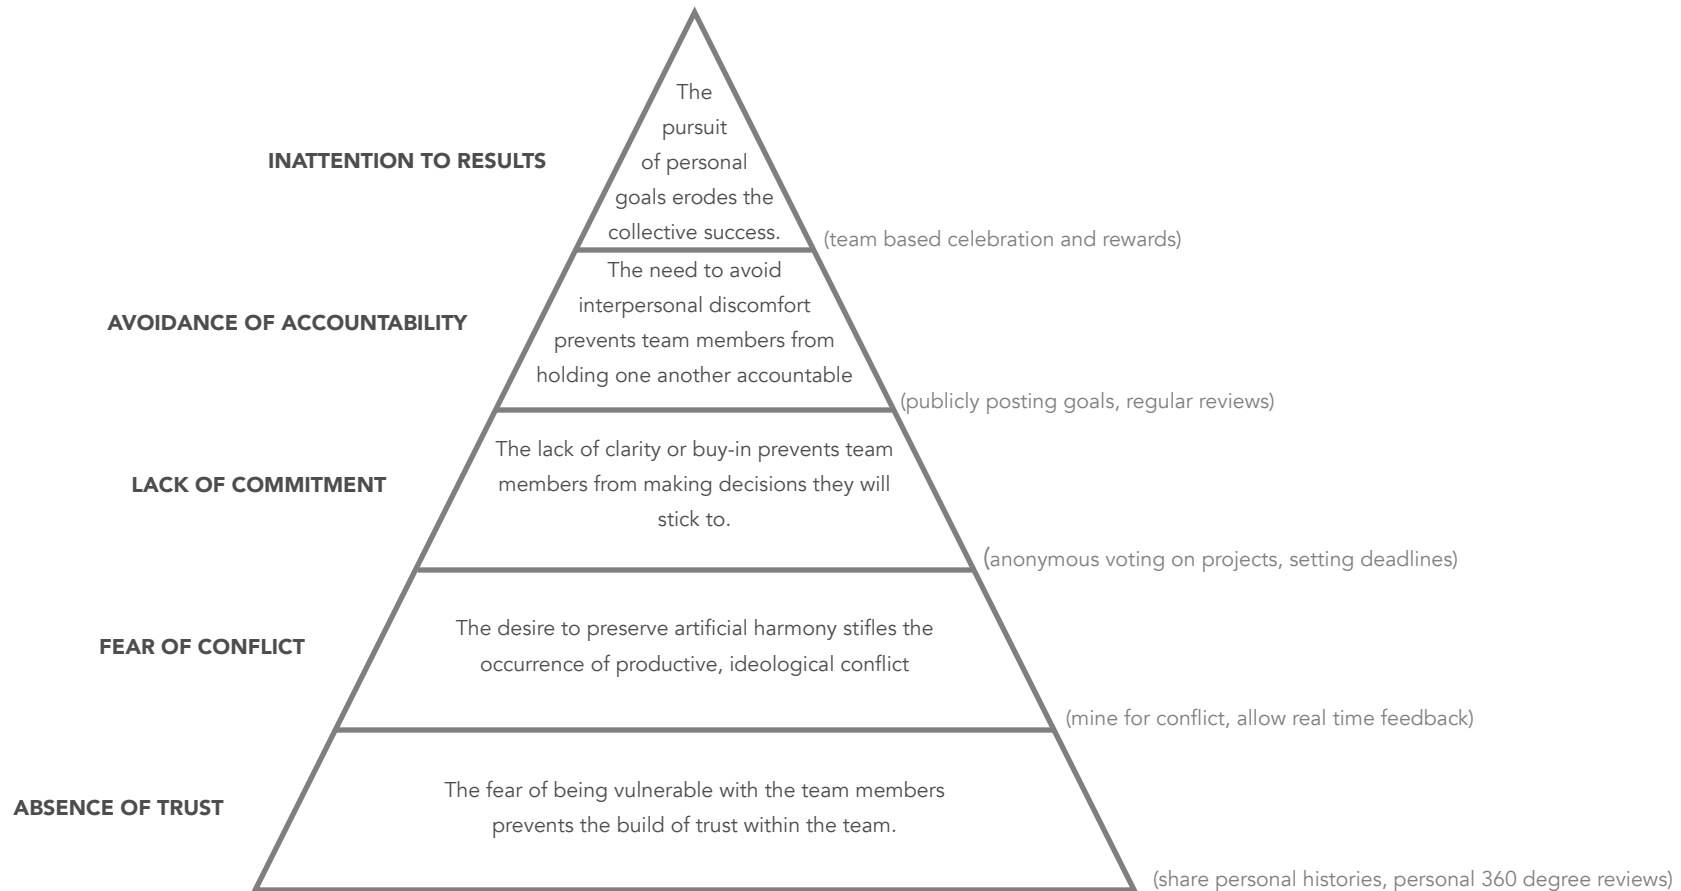 The
pursuit
of personal
goals erodes the
collective success.
INATTENTION TO RESULTS
(team based celebration and rewards)
The need to avoid
interpersonal discomfort
prevents team members from
holding one another accountable
AVOIDANCE OF ACCOUNTABILITY
(publicly posting goals, regular reviews)
The lack of clarity or buy-in prevents team
members from making decisions they will
stick to.
LACK OF COMMITMENT
(anonymous voting on projects, setting deadlines)
The desire to preserve artificial harmony stifles the
occurrence of productive, ideological conflict
FEAR OF CONFLICT
(mine for conflict, allow real time feedback)
The fear of being vulnerable with the team members
prevents the build of trust within the team.
ABSENCE OF TRUST
(share personal histories, personal 360 degree reviews)